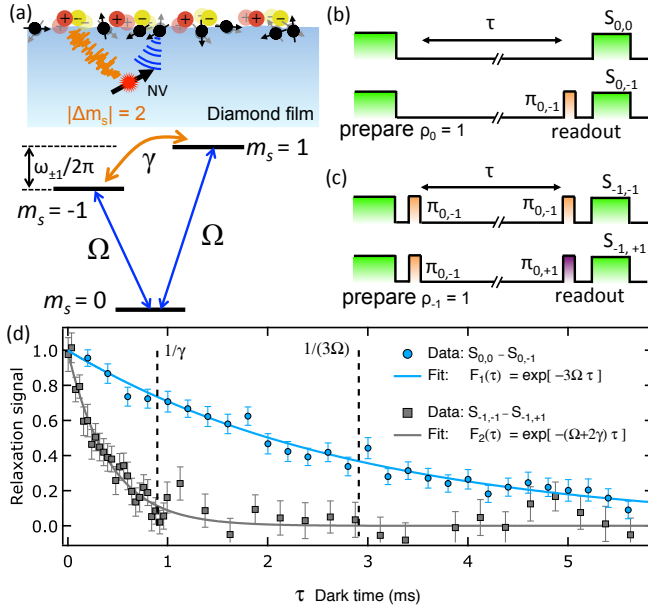 (a)
+ − + − + − + −
NV
|Δmₛ| = 2
Diamond film
ω±1/2π
γ
mₛ = 1
mₛ = -1
Ω
Ω
mₛ = 0
(b)
τ
S0,0
S0,-1
π0,-1
prepare ρ0 = 1
readout
(c)
τ
S-1,-1
π0,-1
π0,-1
S-1,+1
π0,-1
π0,+1
prepare ρ-1 = 1
readout
(d)
1/γ
1/(3Ω)
Data: S0,0 − S0,-1
Fit: F1(τ) = exp[ −3Ω τ ]
Data: S-1,-1 − S-1,+1
Fit: F2(τ) = exp[ −(Ω+2γ) τ ]
Relaxation signal
1.0
0.8
0.6
0.4
0.2
0.0
0 1 2 3 4 5
τ Dark time (ms)